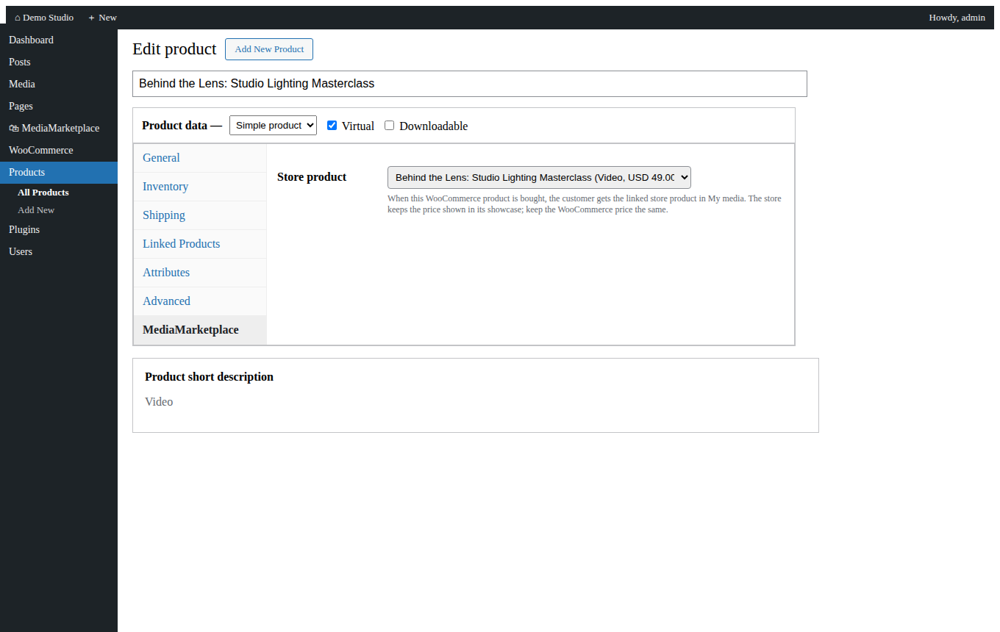 ⌂ Demo Studio
+ New
Howdy, admin
Dashboard
Posts
Media
Pages
🛍 MediaMarketplace
WooCommerce
Products
All Products
Add New
Plugins
Users
Edit product
Add New Product
Behind the Lens: Studio Lighting Masterclass
Product data —
Simple product
Virtual
Downloadable
General
Inventory
Shipping
Linked Products
Attributes
Advanced
MediaMarketplace
Store product
Behind the Lens: Studio Lighting Masterclass (Video, USD 49.00
When this WooCommerce product is bought, the customer gets the linked store product in My media. The store
keeps the price shown in its showcase; keep the WooCommerce price the same.
Product short description
Video